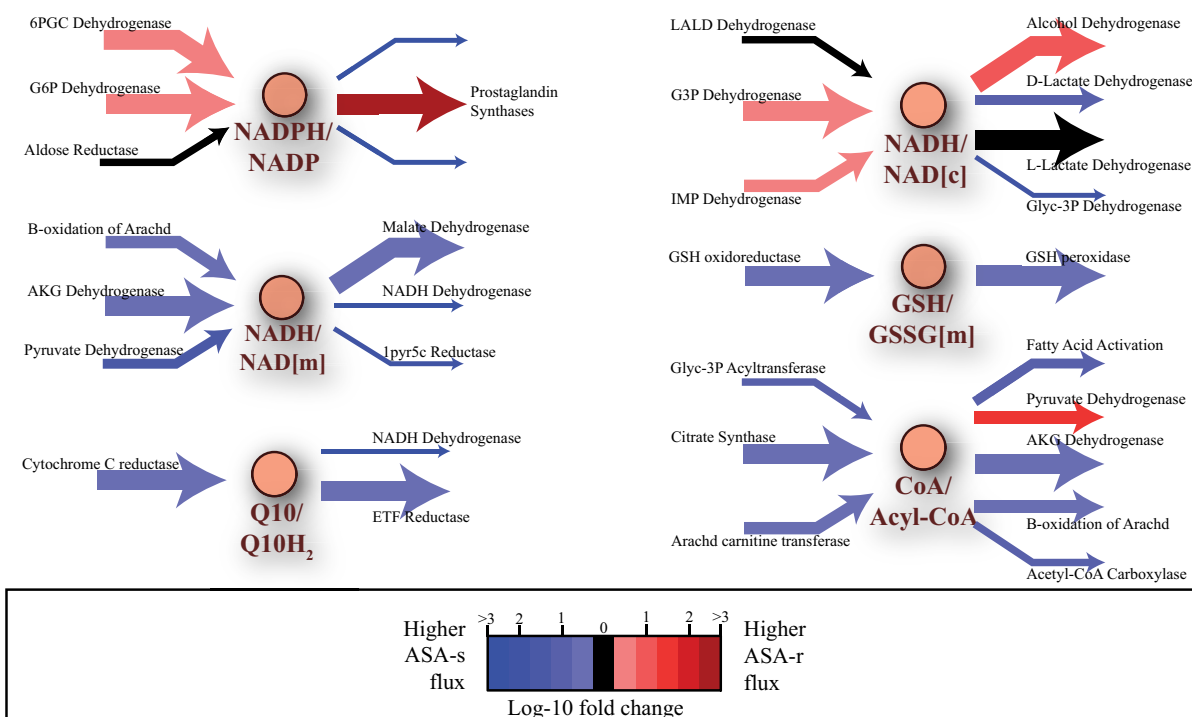 6PGC Dehydrogenase
G6P Dehydrogenase
Aldose Reductase
NADPH/
NADP
Prostaglandin
Synthases
LALD Dehydrogenase
G3P Dehydrogenase
IMP Dehydrogenase
NADH/
NAD[c]
Alcohol Dehydrogenase
D-Lactate Dehydrogenase
L-Lactate Dehydrogenase
Glyc-3P Dehydrogenase
B-oxidation of Arachd
AKG Dehydrogenase
Pyruvate Dehydrogenase
NADH/
NAD[m]
Malate Dehydrogenase
NADH Dehydrogenase
1pyr5c Reductase
GSH oxidoreductase
GSH/
GSSG[m]
GSH peroxidase
Cytochrome C reductase
Q10/
Q10H₂
NADH Dehydrogenase
ETF Reductase
Glyc-3P Acyltransferase
Citrate Synthase
Arachd carnitine transferase
CoA/
Acyl-CoA
Fatty Acid Activation
Pyruvate Dehydrogenase
AKG Dehydrogenase
B-oxidation of Arachd
Acetyl-CoA Carboxylase
Higher
ASA-s
flux
>3 2 1 0 1 2 >3
Higher
ASA-r
flux
Log-10 fold change